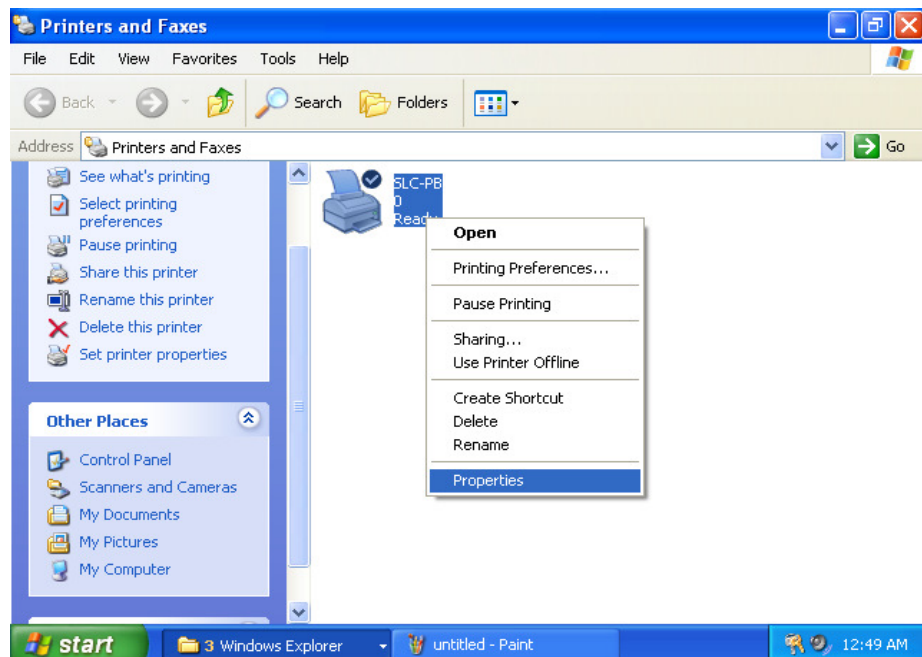 Printers and Faxes
File Edit View Favorites Tools Help
Back Search Folders
Address Printers and Faxes Go
See what's printing
Select printing
preferences
Pause printing
Share this printer
Rename this printer
Delete this printer
Set printer properties
Other Places
Control Panel
Scanners and Cameras
My Documents
My Pictures
My Computer
SLC-PB
0
Ready
Open
Printing Preferences...
Pause Printing
Sharing...
Use Printer Offline
Create Shortcut
Delete
Rename
Properties
start 3 Windows Explorer untitled - Paint 12:49 AM